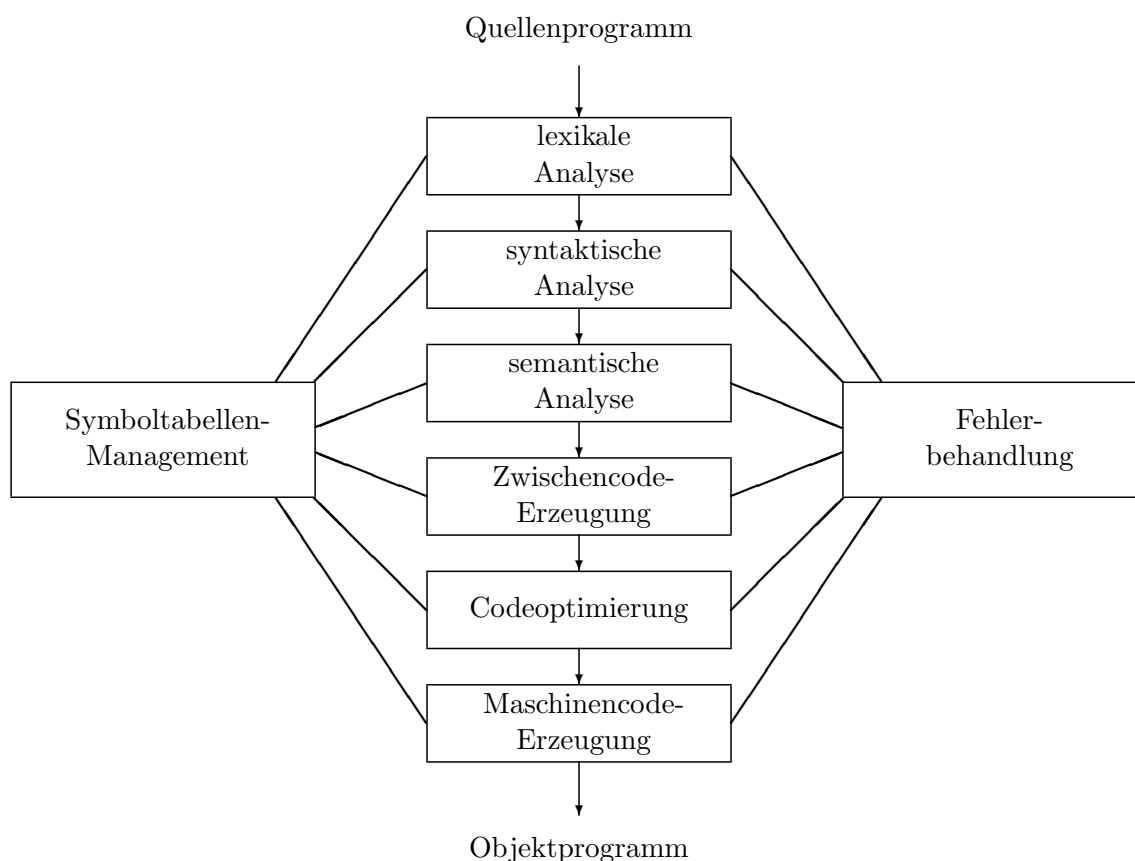 Quellenprogramm
lexikale
Analyse
syntaktische
Analyse
semantische
Analyse
Symboltabellen-
Management
Fehler-
behandlung
Zwischencode-
Erzeugung
Codeoptimierung
Maschinencode-
Erzeugung
Objektprogramm